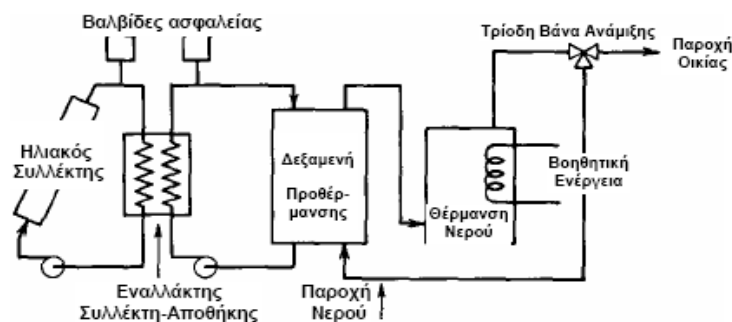 Βαλβίδες ασφαλείας
Τρίοδη Βάνα Ανάμιξης
Παροχή
Οικίας
Ηλιακός
Συλλέκτης
Δεξαμενή
Προθέρ-
μανσης
Βοηθητική
Ενέργεια
Θέρμανση
Νερού
Εναλλάκτης
Συλλέκτη-Αποθήκης
Παροχή
Νερού